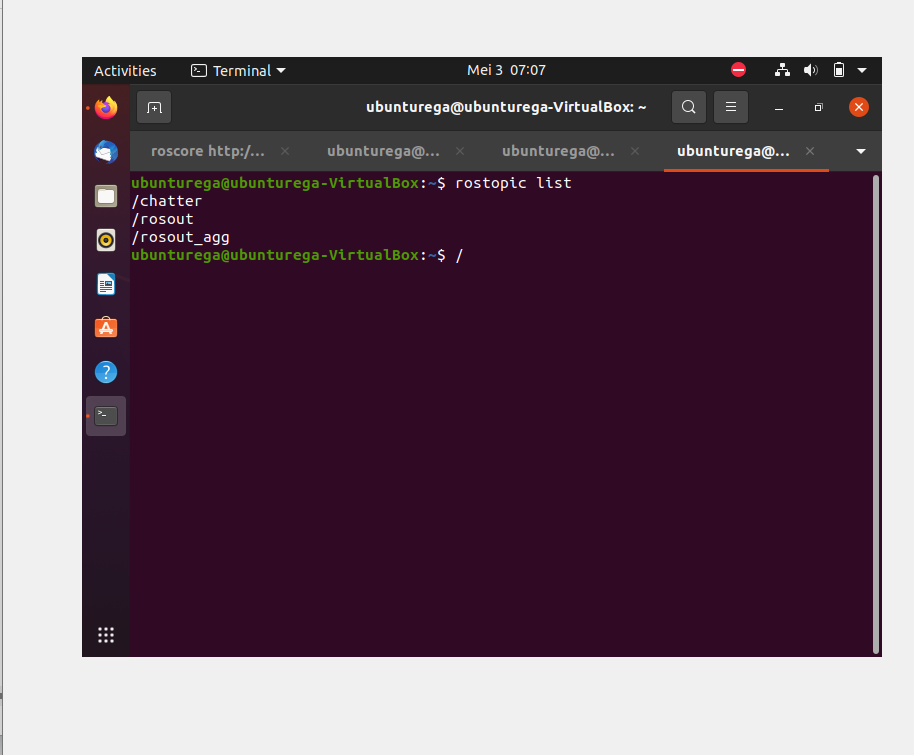 Activities Terminal Mei 3 07:07
ubunturega@ubunturega-VirtualBox: ~
roscore http:/... ubunturega@... ubunturega@... ubunturega@...
ubunturega@ubunturega-VirtualBox:~$ rostopic list
/chatter
/rosout
/rosout_agg
ubunturega@ubunturega-VirtualBox:~$ /